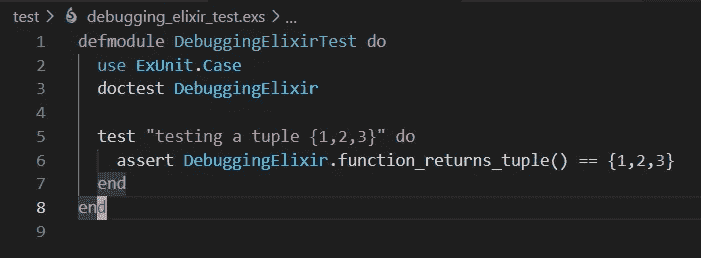 test > debugging_elixir_test.exs > ...
1 defmodule DebuggingElixirTest do
2   use ExUnit.Case
3   doctest DebuggingElixir
4
5   test "testing a tuple {1,2,3}" do
6     assert DebuggingElixir.function_returns_tuple() == {1,2,3}
7   end
8 end
9